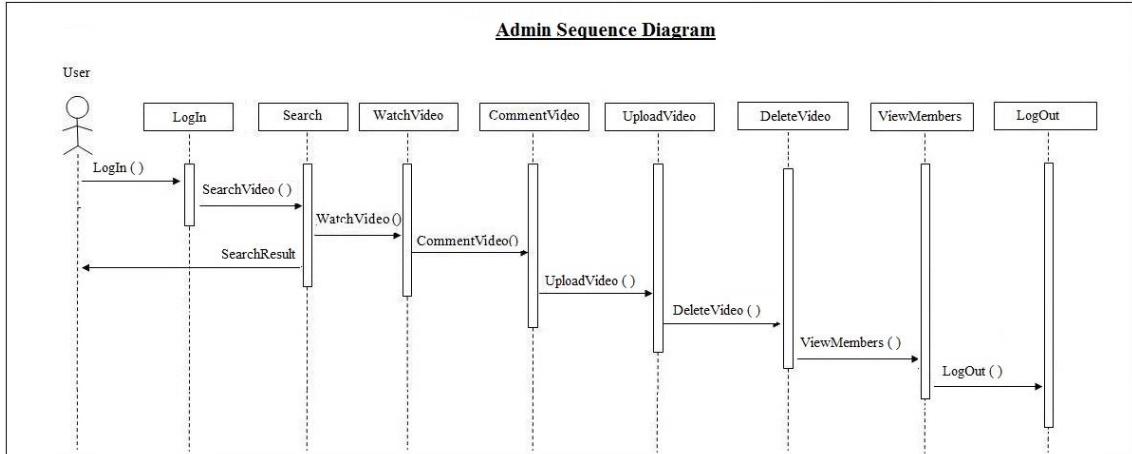 Admin Sequence Diagram
User
LogIn
Search
WatchVideo
CommentVideo
UploadVideo
DeleteVideo
ViewMembers
LogOut
LogIn ( )
SearchVideo ( )
WatchVideo ()
CommentVideo()
SearchResult
UploadVideo ( )
DeleteVideo ( )
ViewMembers ( )
LogOut ( )